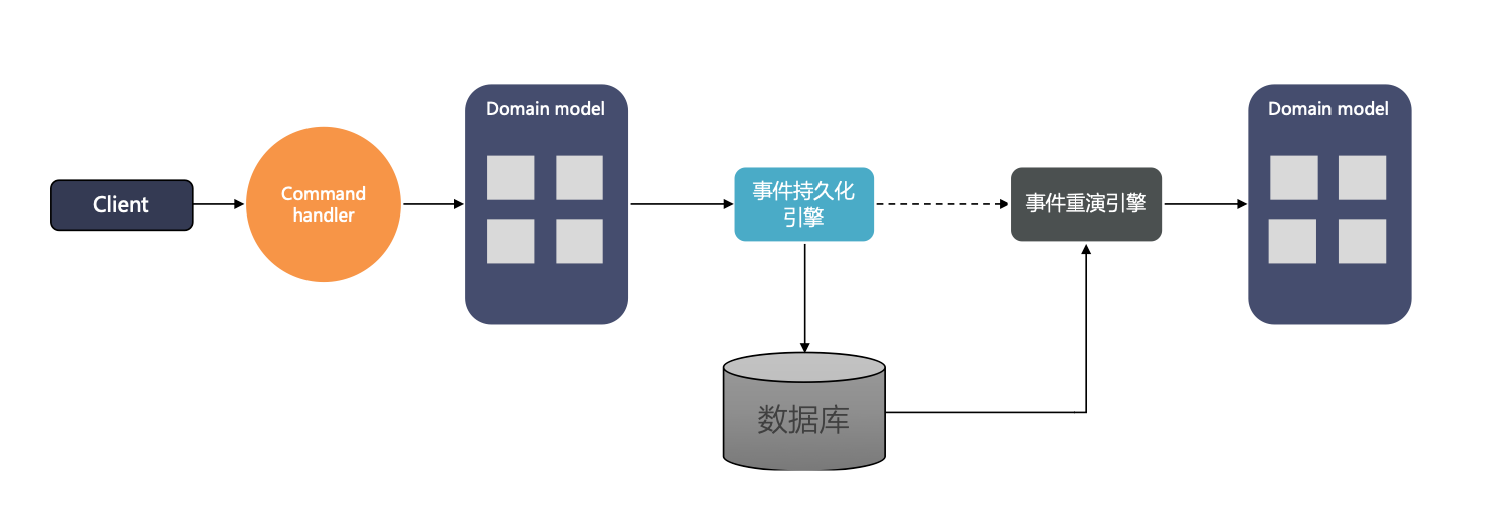 Client
Command
handler
Domain model
事件持久化
引擎
数据库
事件重演引擎
Domain model